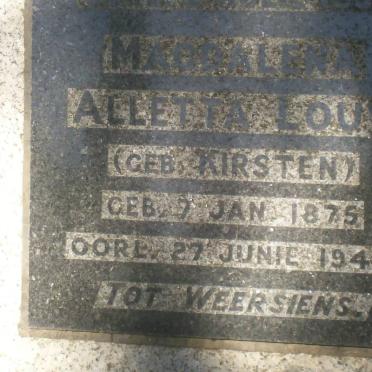 MAGDALENA
ALLETTA LOU
(GEB. KIRSTEN)
GEB. 7 JAN. 1875
OORL. 27 JUNIE 194
TOT WEERSIENS.